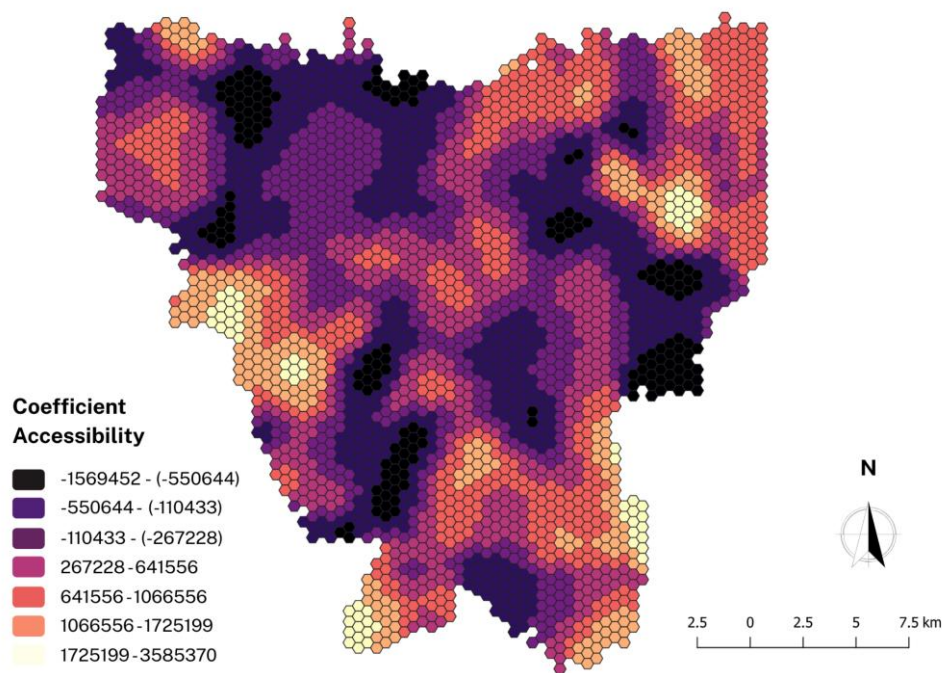 Coefficient
Accessibility
-1569452 - (-550644)
-550644 - (-110433)
-110433 - (-267228)
267228 - 641556
641556 - 1066556
1066556 - 1725199
1725199 - 3585370
N
2.5 0 2.5 5 7.5 km